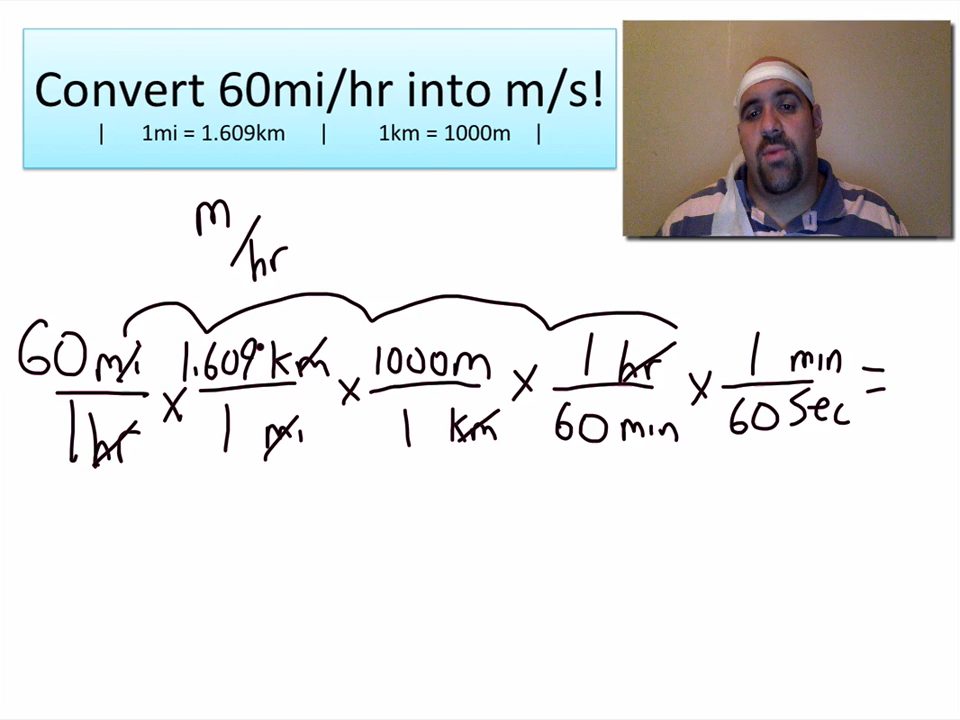 Convert 60mi/hr into m/s!
| 1mi = 1.609km | 1km = 1000m |
m/hr
60mi/1hr x 1.609km/1mi x 1000m/1km x 1hr/60min x 1min/60sec =